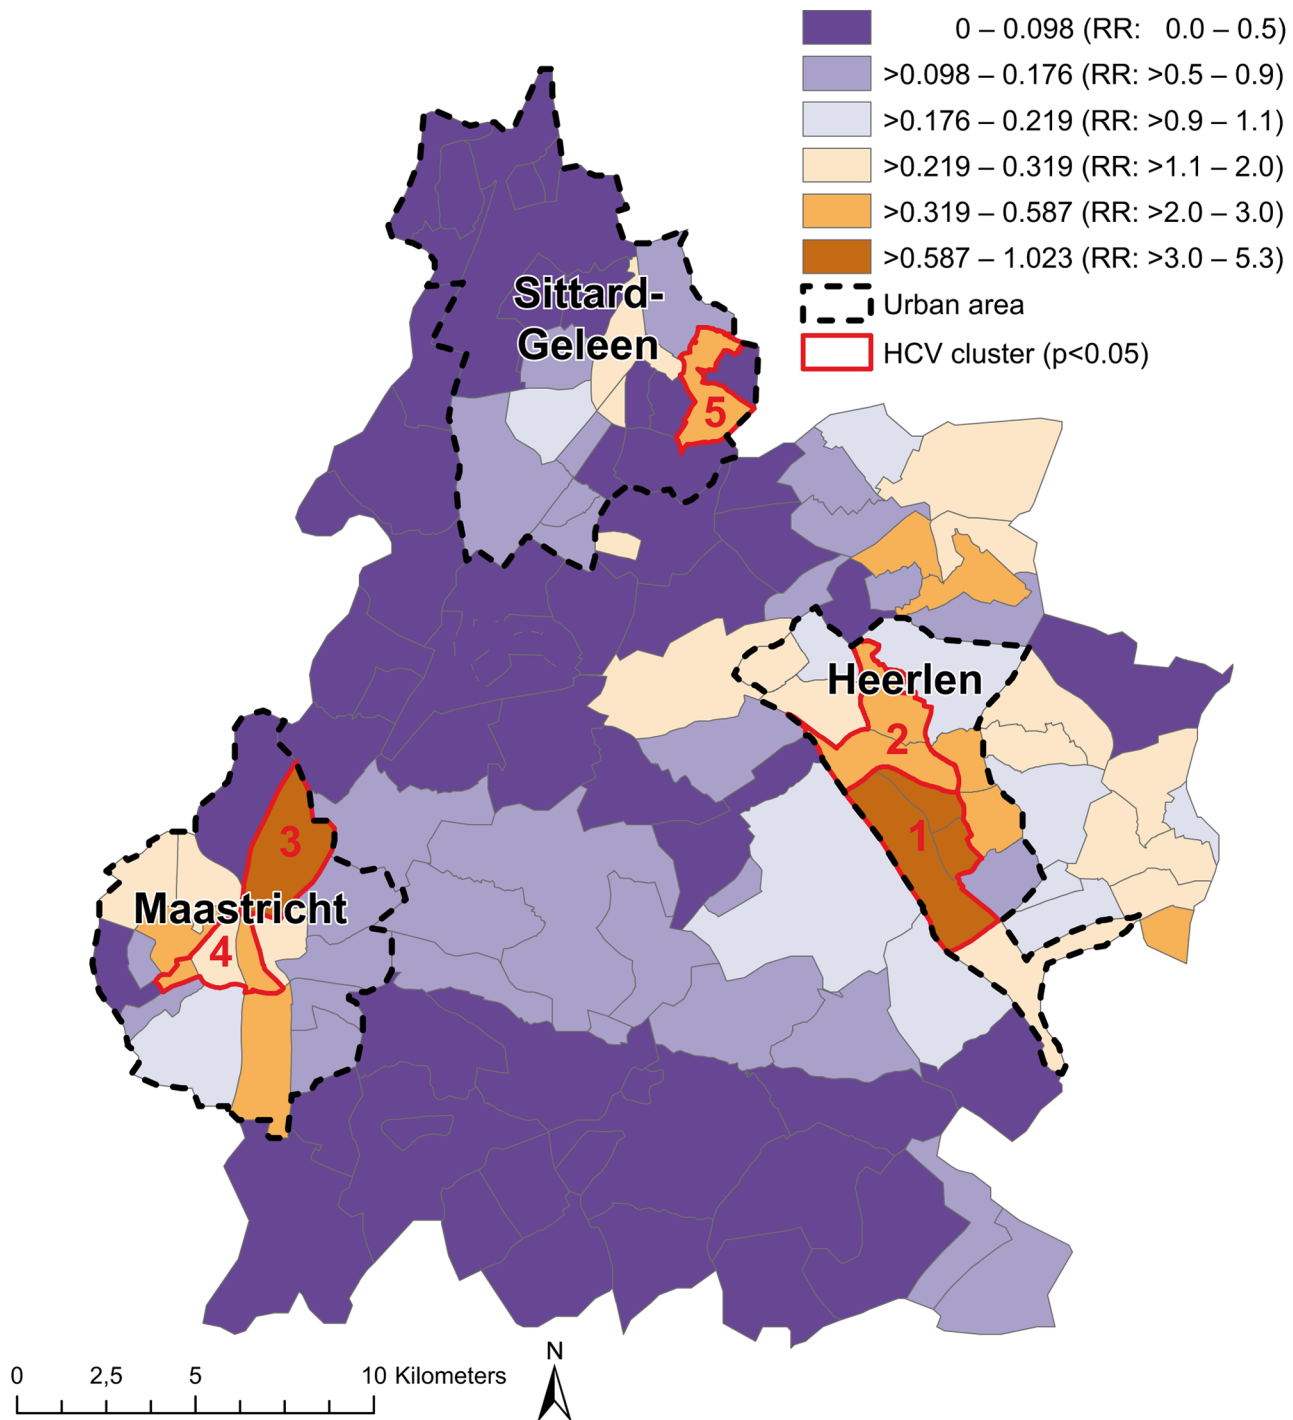 0 – 0.098 (RR: 0.0 – 0.5)
>0.098 – 0.176 (RR: >0.5 – 0.9)
>0.176 – 0.219 (RR: >0.9 – 1.1)
>0.219 – 0.319 (RR: >1.1 – 2.0)
>0.319 – 0.587 (RR: >2.0 – 3.0)
>0.587 – 1.023 (RR: >3.0 – 5.3)
Urban area
HCV cluster (p<0.05)
Sittard-
Geleen
5
Heerlen
2
1
3
Maastricht
4
N
0 2,5 5 10 Kilometers